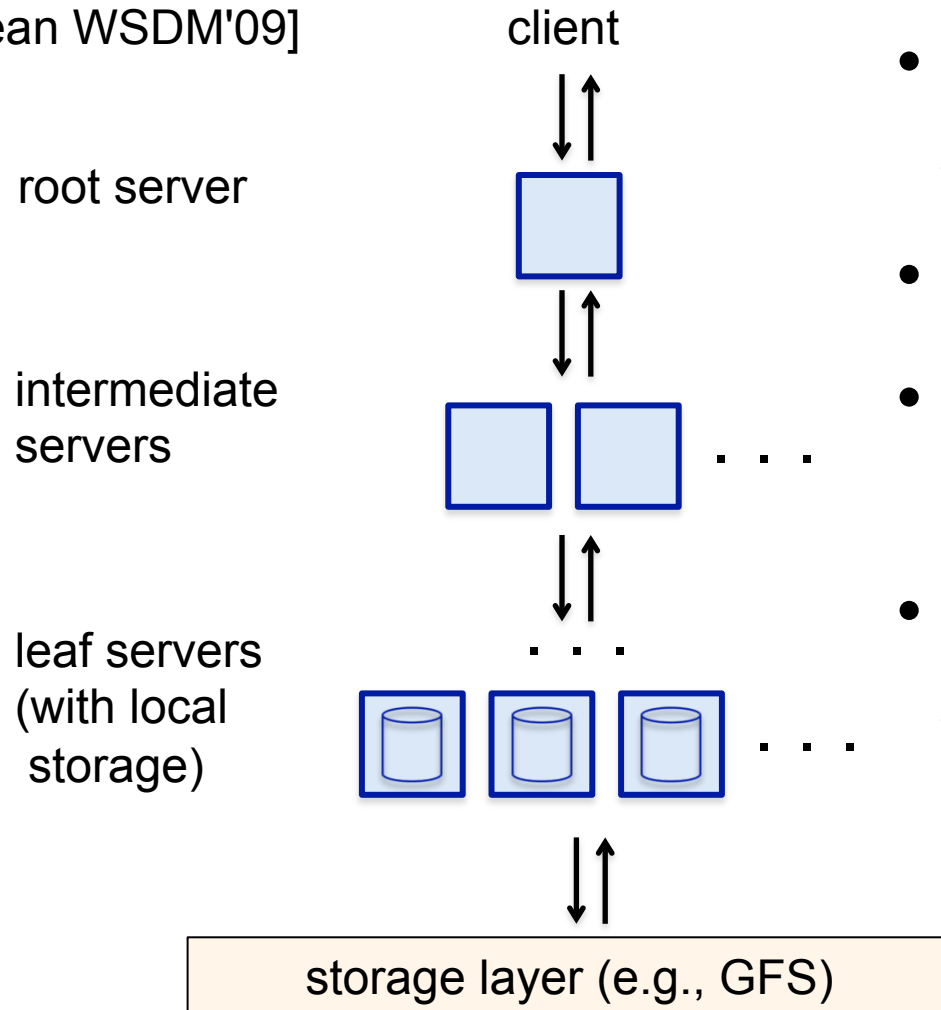 ean WSDM'09]
client
root server
intermediate
servers
. . .
. . .
leaf servers
(with local
storage)
. . .
storage layer (e.g., GFS)